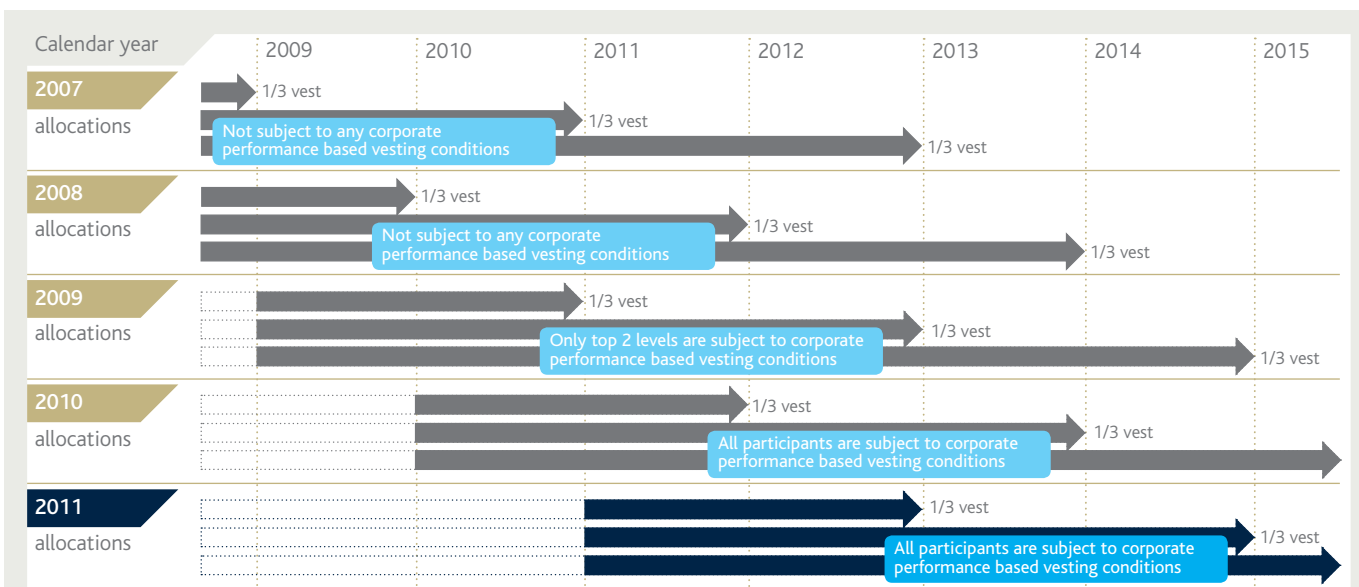 Calendar year 2009 2010 2011 2012 2013 2014 2015
2007
allocations
1/3 vest
1/3 vest
1/3 vest
Not subject to any corporate
performance based vesting conditions
2008
allocations
1/3 vest
1/3 vest
1/3 vest
Not subject to any corporate
performance based vesting conditions
2009
allocations
1/3 vest
1/3 vest
1/3 vest
Only top 2 levels are subject to corporate
performance based vesting conditions
2010
allocations
1/3 vest
1/3 vest
All participants are subject to corporate
performance based vesting conditions
2011
allocations
1/3 vest
1/3 vest
All participants are subject to corporate
performance based vesting conditions